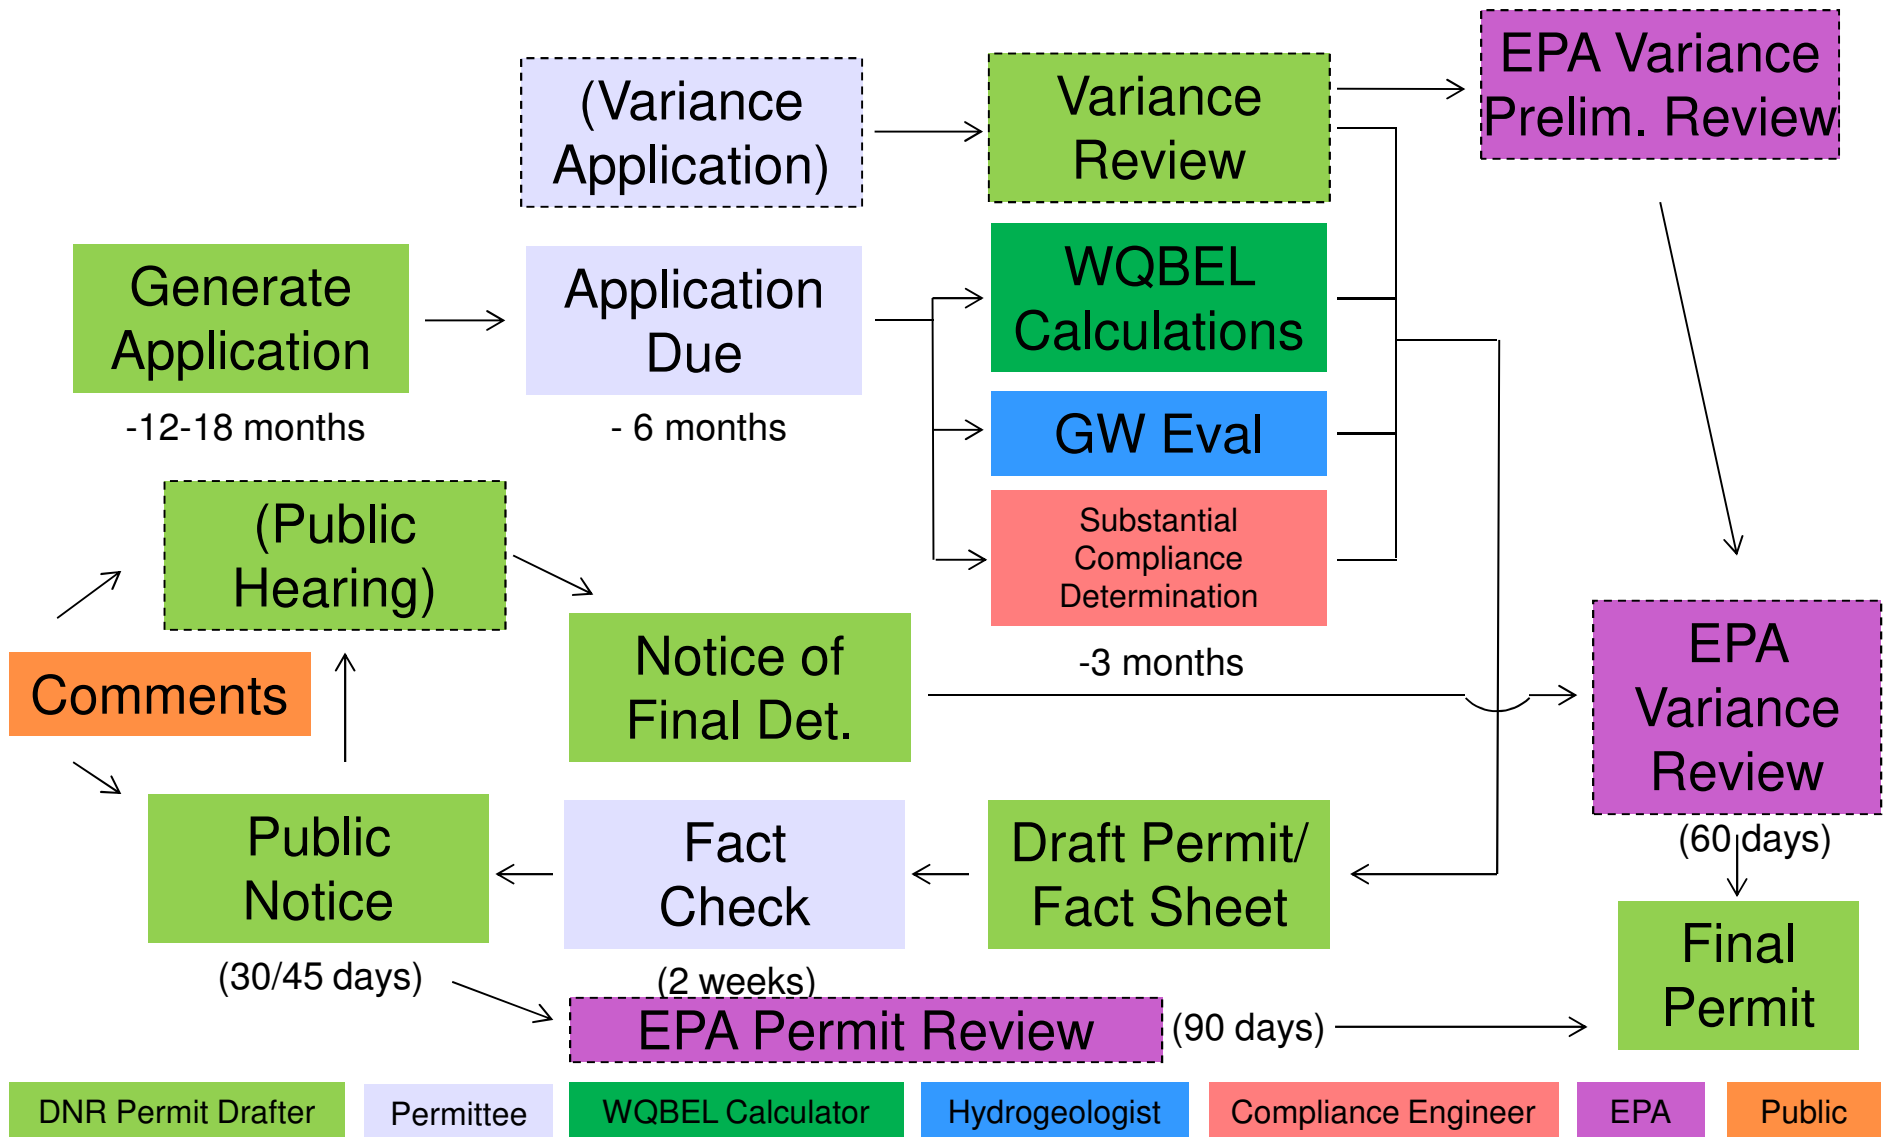 (Variance
Application)
Variance
Review
EPA Variance
Prelim. Review
Generate
Application
-12-18 months
Application
Due
- 6 months
WQBEL
Calculations
GW Eval
Substantial
Compliance
Determination
-3 months
(Public
Hearing)
Comments
Notice of
Final Det.
EPA
Variance
Review
(60 days)
Public
Notice
(30/45 days)
Fact
Check
(2 weeks)
Draft Permit/
Fact Sheet
Final
Permit
EPA Permit Review
(90 days)
DNR Permit Drafter
Permittee
WQBEL Calculator
Hydrogeologist
Compliance Engineer
EPA
Public